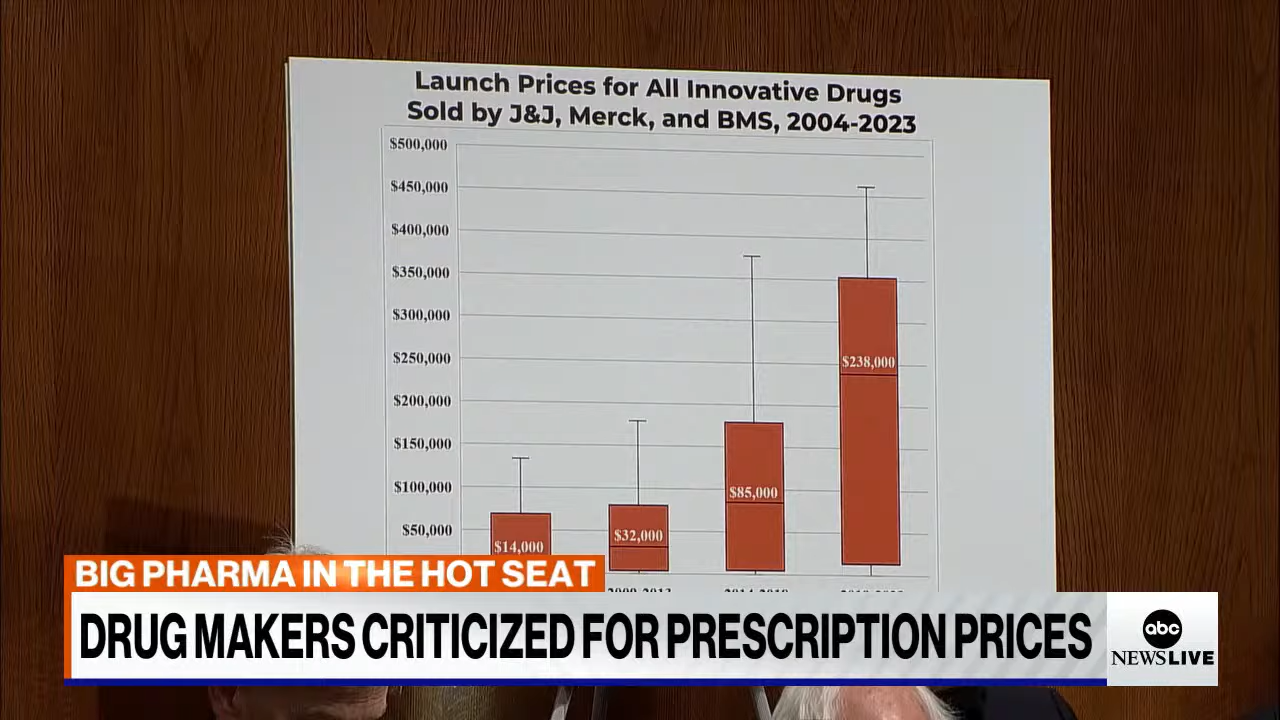 Launch Prices for All Innovative Drugs
Sold by J&J, Merck, and BMS, 2004-2023
$500,000
$450,000
$400,000
$350,000
$300,000
$250,000
$200,000
$150,000
$100,000
$50,000
$14,000
$32,000
$85,000
$238,000
BIG PHARMA IN THE HOT SEAT
DRUG MAKERS CRITICIZED FOR PRESCRIPTION PRICES
abc
NEWS LIVE